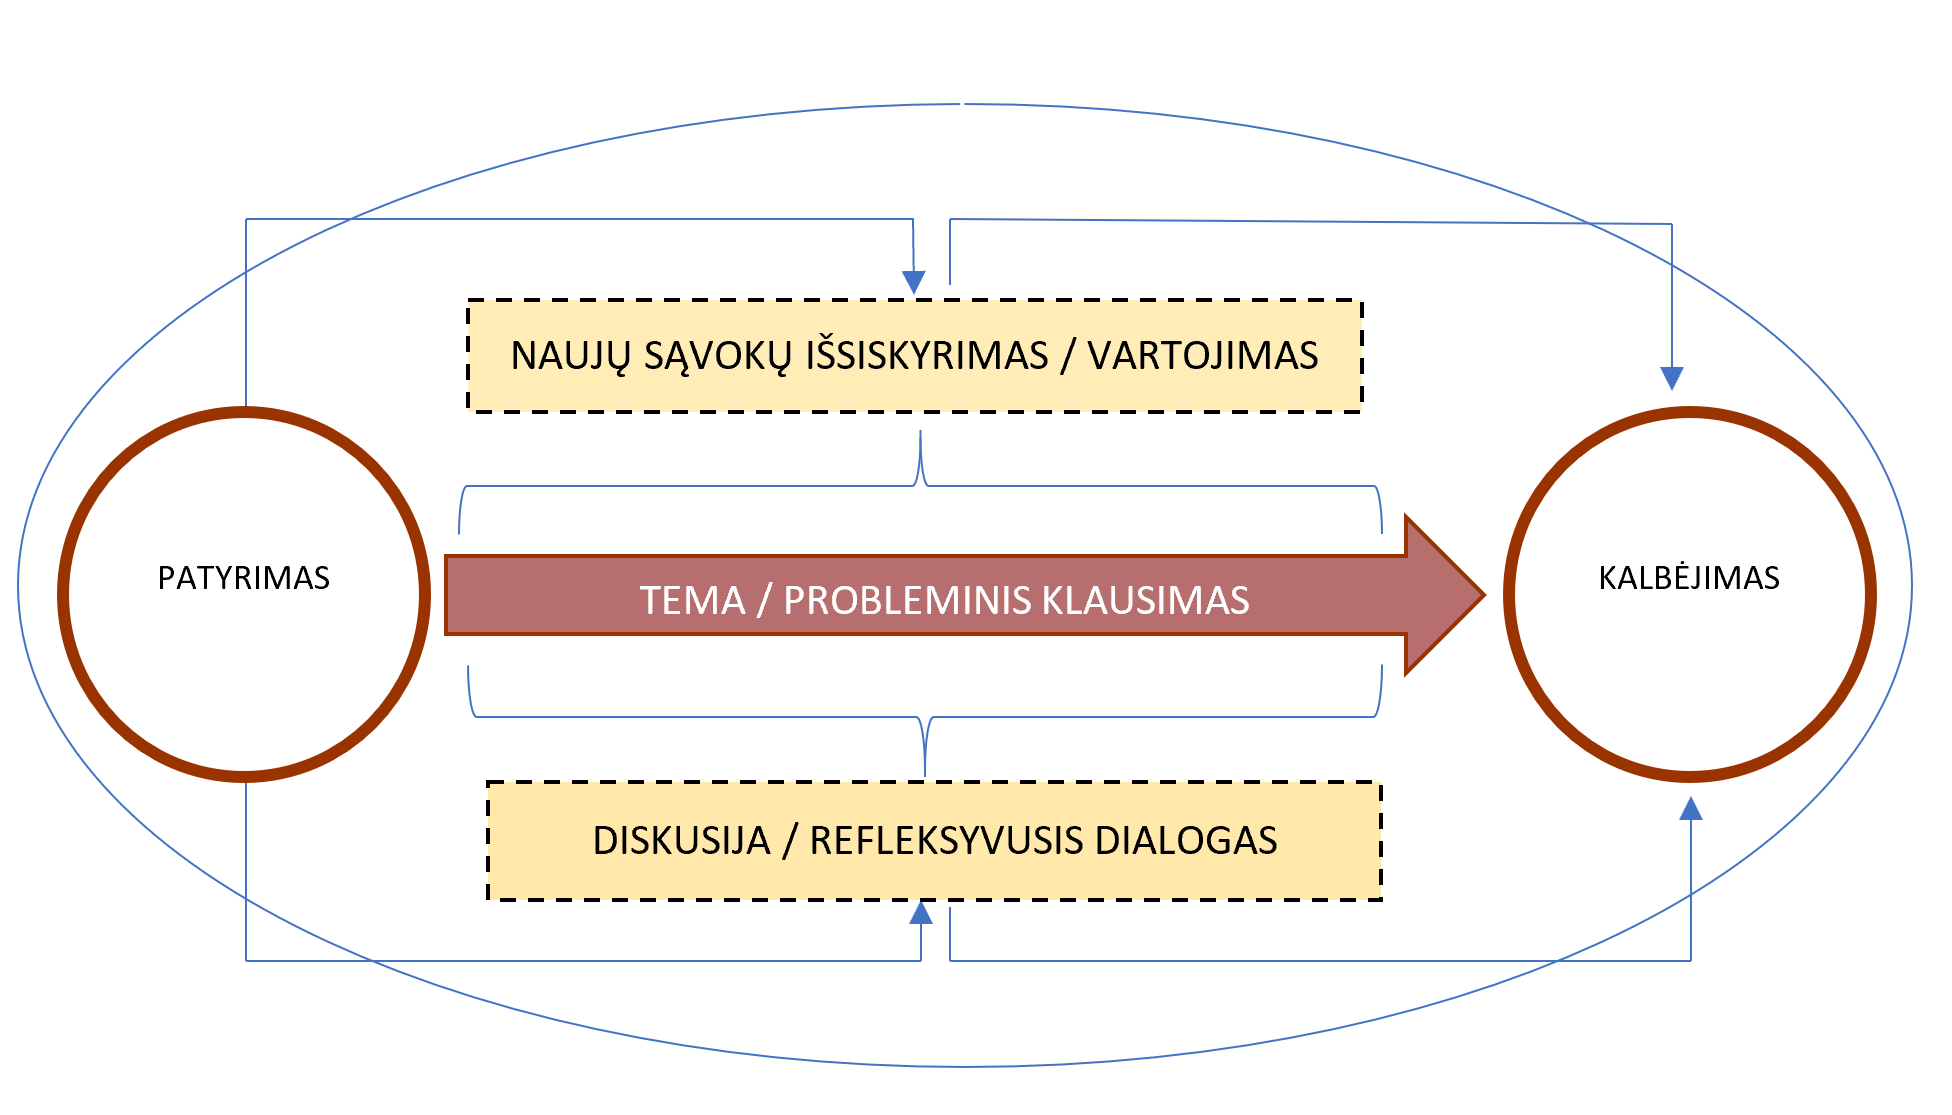 NAUJŲ SĄVOKŲ IŠSISKYRIMAS / VARTOJIMAS
PATYRIMAS
TEMA / PROBLEMINIS KLAUSIMAS
KALBĖJIMAS
DISKUSIJA / REFLEKSYVUSIS DIALOGAS